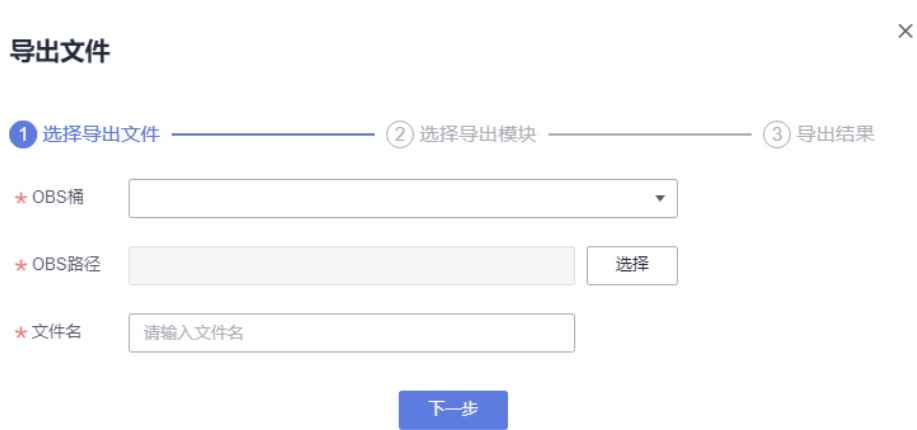 导出文件
1 选择导出文件 2 选择导出模块 3 导出结果
* OBS桶
* OBS路径 选择
* 文件名 请输入文件名
下一步